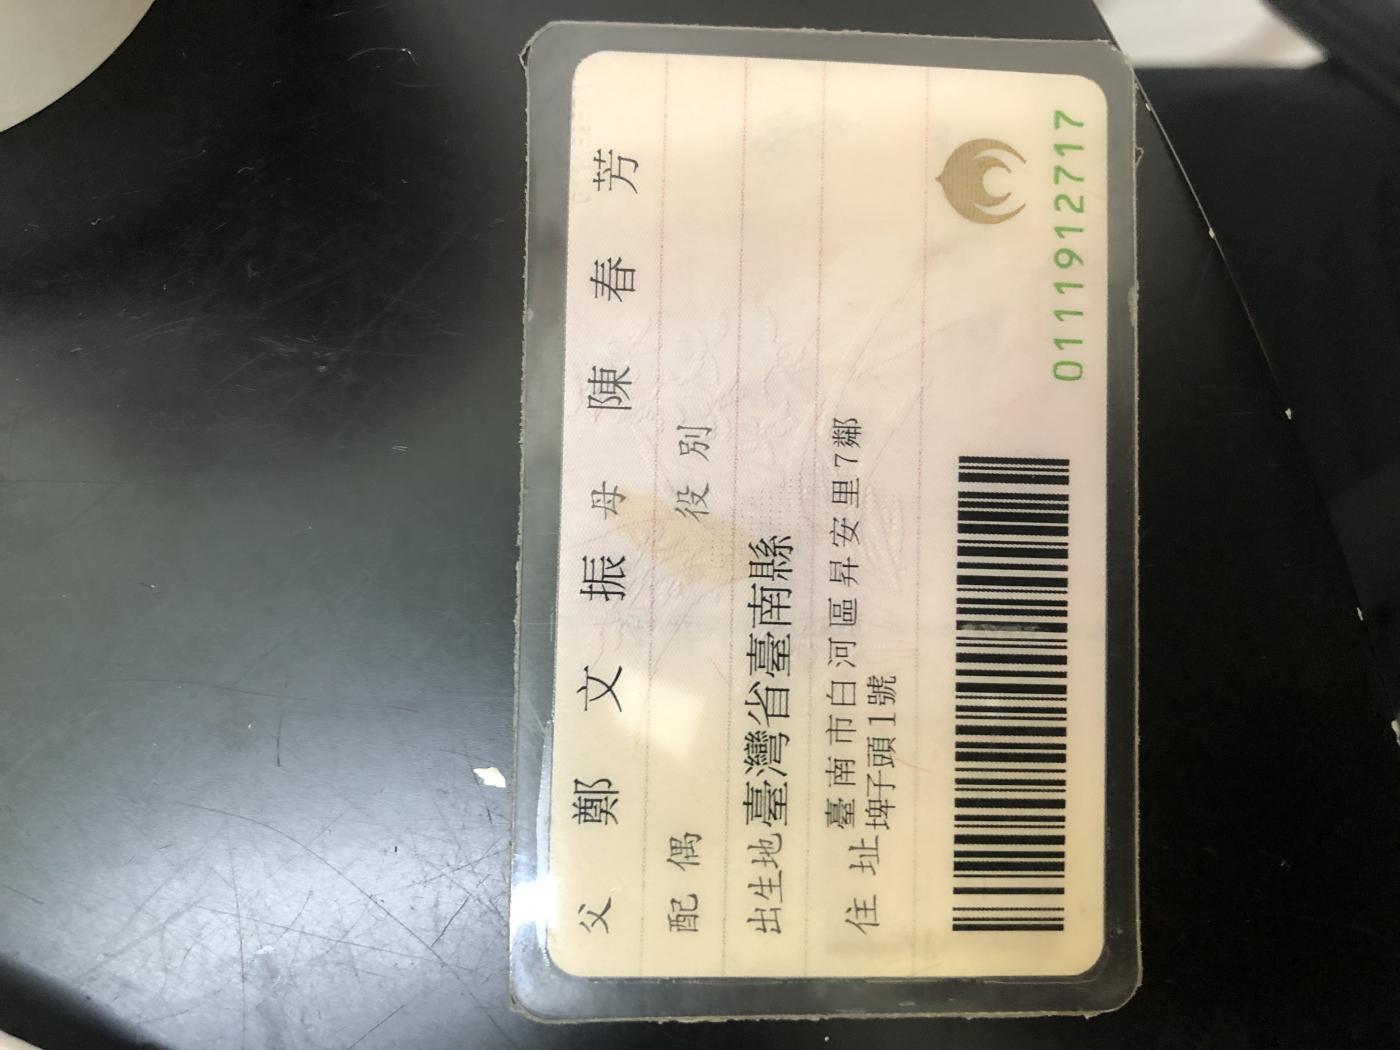 父 鄭 文 振 母 陳 春 芳
配 偶 役 別
出生地 臺灣省臺南縣
住 址 臺南市白河區昇安里7鄰
埤子頭1號
0111912717